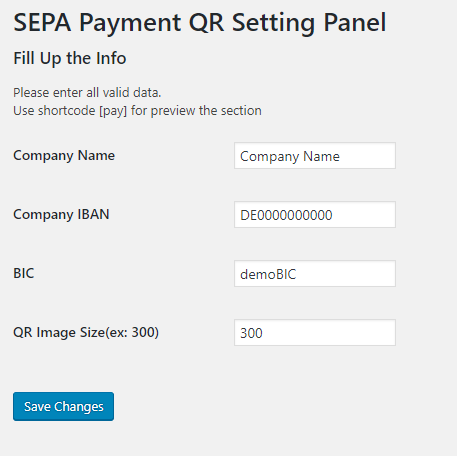 SEPA Payment QR Setting Panel
Fill Up the Info
Please enter all valid data.
Use shortcode [pay] for preview the section
Company Name Company Name
Company IBAN DE0000000000
BIC demoBIC
QR Image Size(ex: 300) 300
Save Changes